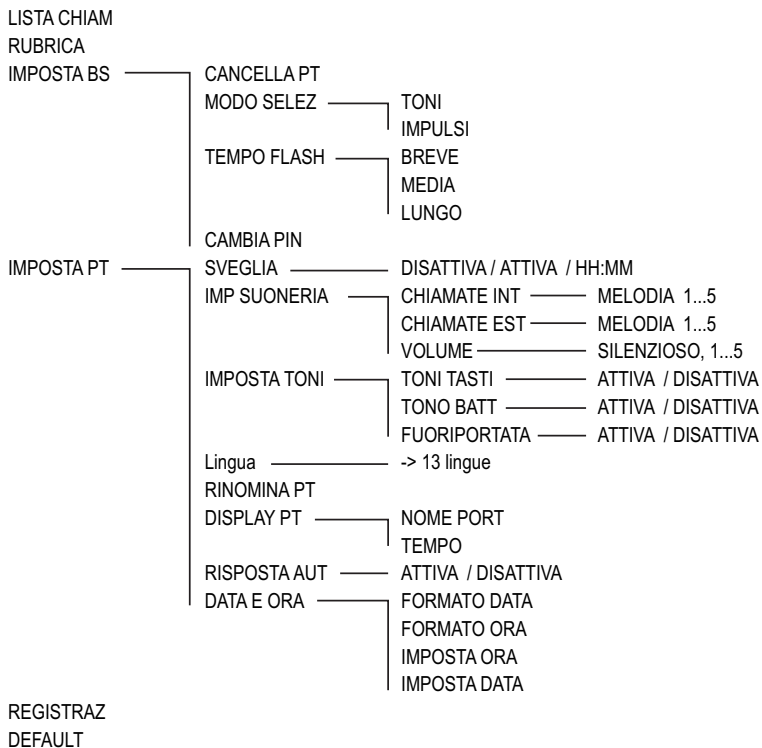 LISTA CHIAM
RUBRICA
IMPOSTA BS CANCELLA PT
MODO SELEZ TONI
IMPULSI
TEMPO FLASH BREVE
MEDIA
LUNGO
CAMBIA PIN
IMPOSTA PT SVEGLIA DISATTIVA / ATTIVA / HH:MM
IMP SUONERIA CHIAMATE INT MELODIA 1...5
CHIAMATE EST MELODIA 1...5
VOLUME SILENZIOSO, 1...5
IMPOSTA TONI TONI TASTI ATTIVA / DISATTIVA
TONO BATT ATTIVA / DISATTIVA
FUORIPORTATA ATTIVA / DISATTIVA
Lingua -> 13 lingue
RINOMINA PT
DISPLAY PT NOME PORT
TEMPO
RISPOSTA AUT ATTIVA / DISATTIVA
DATA E ORA FORMATO DATA
FORMATO ORA
IMPOSTA ORA
IMPOSTA DATA
REGISTRAZ
DEFAULT